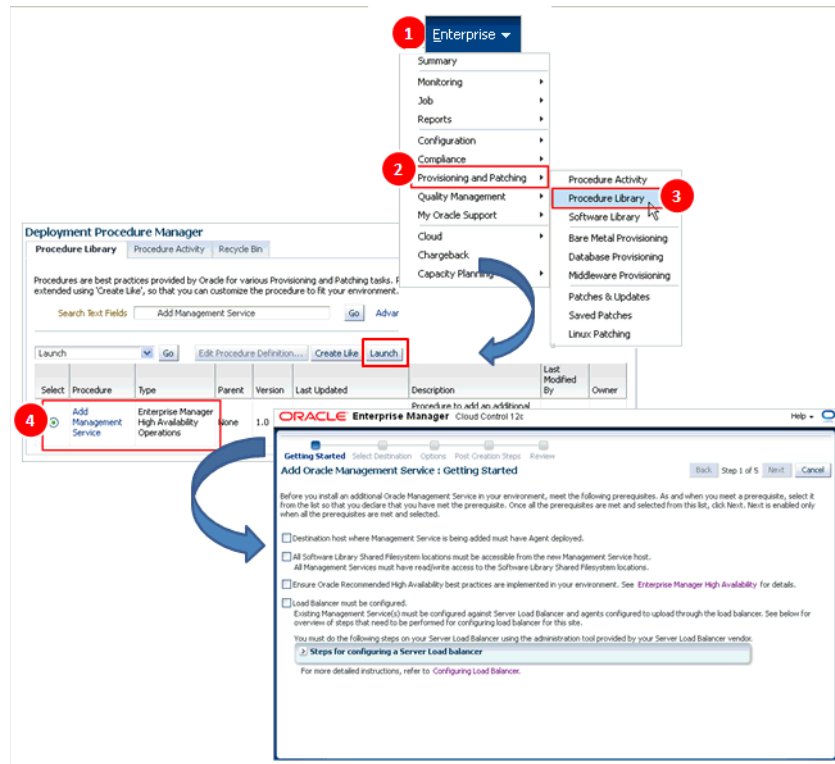 1
Enterprise
Summary
Monitoring
Job
Reports
Configuration
Compliance
2
Provisioning and Patching
Quality Management
My Oracle Support
Cloud
Chargeback
Capacity Planning
Procedure Activity
Procedure Library
3
Software Library
Bare Metal Provisioning
Database Provisioning
Middleware Provisioning
Patches & Updates
Saved Patches
Linux Patching
Deployment Procedure Manager
Procedure Library Procedure Activity Recycle Bin
Procedures are best practices provided by Oracle for various Provisioning and Patching tasks.
extended using 'Create Like', so that you can customize the procedure to fit your environment.
Search Text Fields Add Management Service Go Advar
Launch Go Edit Procedure Definition... Create Like Launch
Select Procedure Type Parent Version Last Updated Description Last Modified By Owner
4
Add Management Service Enterprise Manager High Availability Operations None 1.0 Procedure to add an additional
ORACLE Enterprise Manager Cloud Control 12c Help
Getting Started Select Destination Options Post Creation Steps Review
Add Oracle Management Service : Getting Started Back Step 1 of 5 Next Cancel
Before you install an additional Oracle Management Service in your environment, meet the following prerequisites. As and when you meet a prerequisite, select it
from the list so that you declare that you have met the prerequisite. Once all the prerequisites are met and selected from this list, click Next. Next is enabled only
when all the prerequisites are met and selected.
Destination host where Management Service is being added must have Agent deployed.
All Software Library Shared Filesystem locations must be accessible from the new Management Service host.
All Management Services must have read/write access to the Software Library Shared Filesystem locations.
Ensure Oracle Recommended High Availability best practices are implemented in your environment. See Enterprise Manager High Availability for details.
Load Balancer must be configured.
Existing Management Service(s) must be configured against Server Load Balancer and agents configured to upload through the load balancer. See below for
overview of steps that need to be performed for configuring load balancer for this site.
You must do the following steps on your Server Load Balancer using the administration tool provided by your Server Load Balancer vendor.
Steps for configuring a Server Load balancer
For more detailed instructions, refer to Configuring Load Balancer.